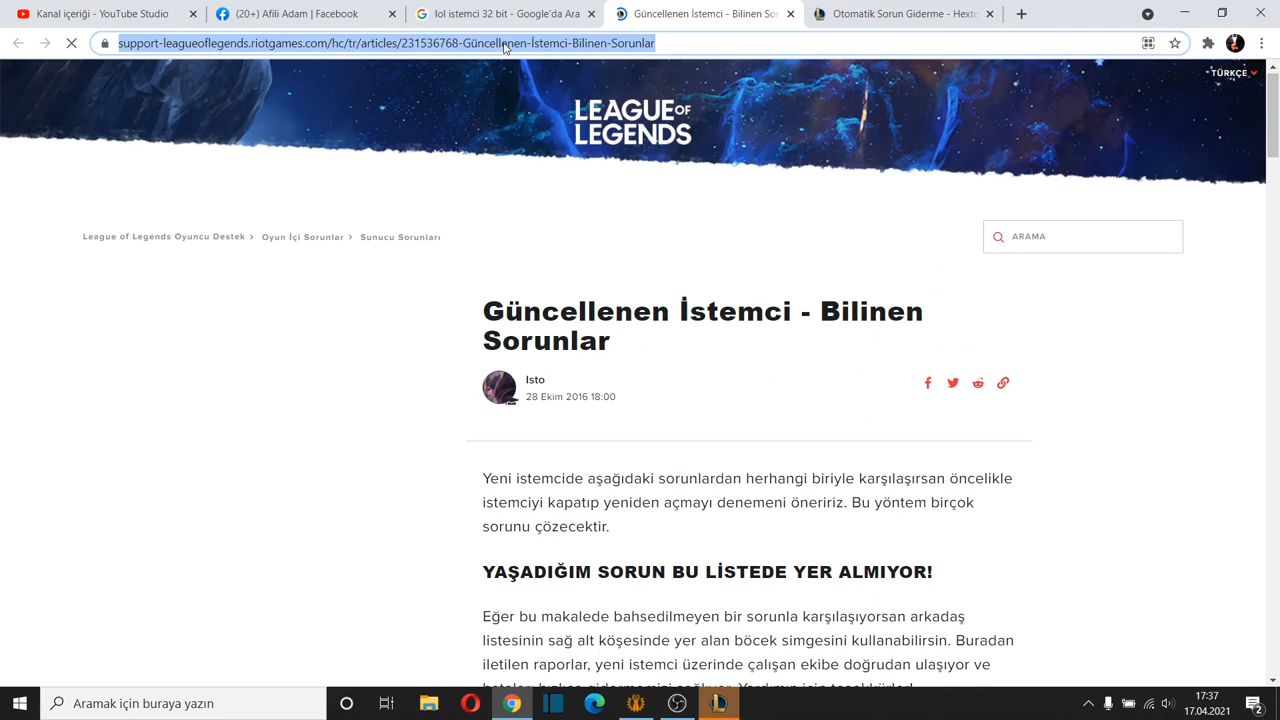 Kanal içeriği - YouTube Studio
(20+) Afili Adam | Facebook
lol istemci 32 bit - Google'da Ara
Güncellenen İstemci - Bilinen Sor
Otomatik Sorun Giderme - Hexte
support-leagueoflegends.riotgames.com/hc/tr/articles/231536768-Güncellenen-İstemci-Bilinen-Sorunlar
TÜRKÇE
LEAGUE OF
LEGENDS
League of Legends Oyuncu Destek > Oyun İçi Sorunlar > Sunucu Sorunları
ARAMA
Güncellenen İstemci - Bilinen
Sorunlar
Isto
28 Ekim 2016 18:00
Yeni istemcide aşağıdaki sorunlardan herhangi biriyle karşılaşırsan öncelikle
istemciyi kapatıp yeniden açmayı denemeni öneririz. Bu yöntem birçok
sorunu çözecektir.
YAŞADIĞIM SORUN BU LİSTEDE YER ALMIYOR!
Eğer bu makalede bahsedilmeyen bir sorunla karşılaşıyorsan arkadaş
listesinin sağ alt köşesinde yer alan böcek simgesini kullanabilirsin. Buradan
iletilen raporlar, yeni istemci üzerinde çalışan ekibe doğrudan ulaşıyor ve
Aramak için buraya yazın
17:37
17.04.2021
2